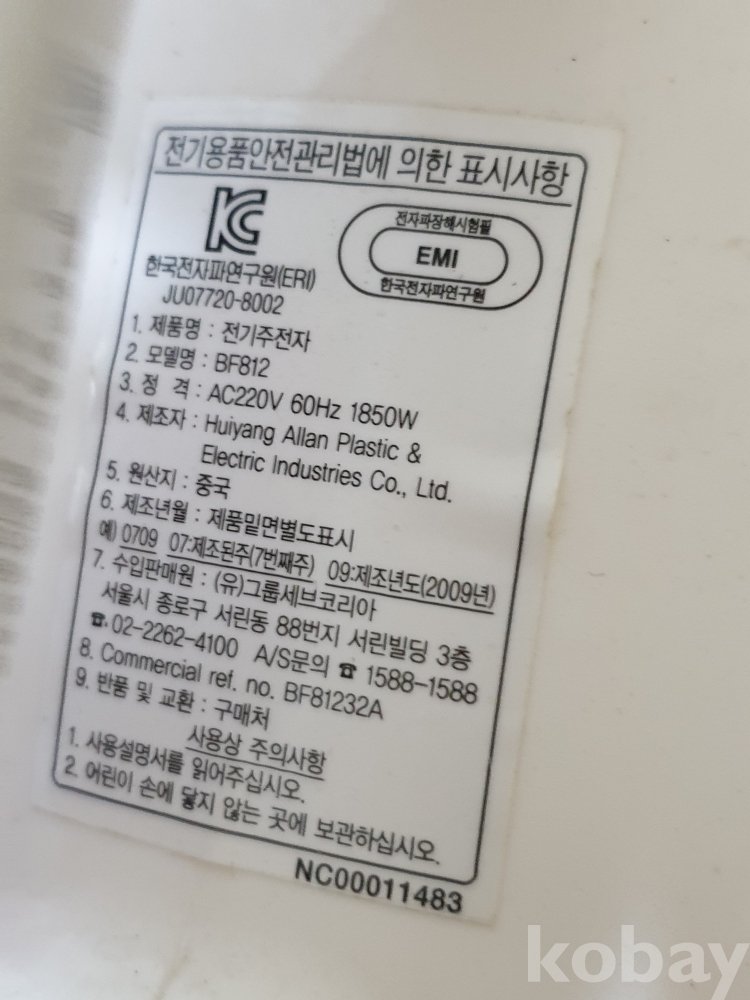 전기용품안전관리법에 의한 표시사항
한국전자파연구원(ERI)
JU07720-8002
전자파장해시험필
EMI
한국전자파연구원
1. 제품명 : 전기주전자
2. 모델명 : BF812
3. 정 격 : AC220V 60Hz 1850W
4. 제조자 : Huiyang Allan Plastic &
Electric Industries Co., Ltd.
5. 원산지 : 중국
6. 제조년월 : 제품밑면별도표시
예) 0709 07:제조된주(7번째주) 09:제조년도(2009년)
7. 수입판매원 : (유)그룹세브코리아
서울시 종로구 서린동 88번지 서린빌딩 3층
☎.02-2262-4100 A/S문의 ☎ 1588-1588
8. Commercial ref. no. BF81232A
9. 반품 및 교환 : 구매처
사용상 주의사항
1. 사용설명서를 읽어주십시오.
2. 어린이 손에 닿지 않는 곳에 보관하십시오.
NC00011483
kobay